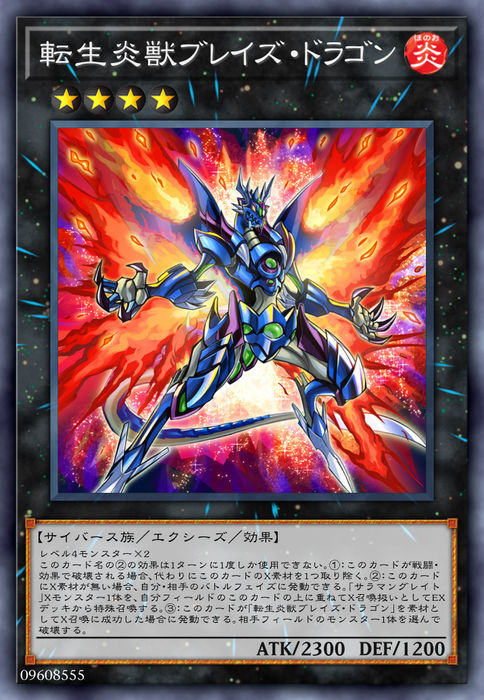 転生炎獣ブレイズ・ドラゴン
ほのお
炎
【サイバース族／エクシーズ／効果】
レベル4モンスター×2
このカード名の②の効果は1ターンに1度しか使用できない。①：このカードが戦闘・
効果で破壊される場合、代わりにこのカードのX素材を1つ取り除く。②：このカード
にX素材が無い場合、自分・相手のバトルフェイズに発動できる。「サラマングレイト」
Xモンスター1体を、自分フィールドのこのカードの上に重ねてX召喚扱いとしてEX
デッキから特殊召喚する。③：このカードが「転生炎獣ブレイズ・ドラゴン」を素材と
してX召喚に成功した場合に発動できる。相手フィールドのモンスター1体を選んで
破壊する。
ATK/2300 DEF/1200
09608555